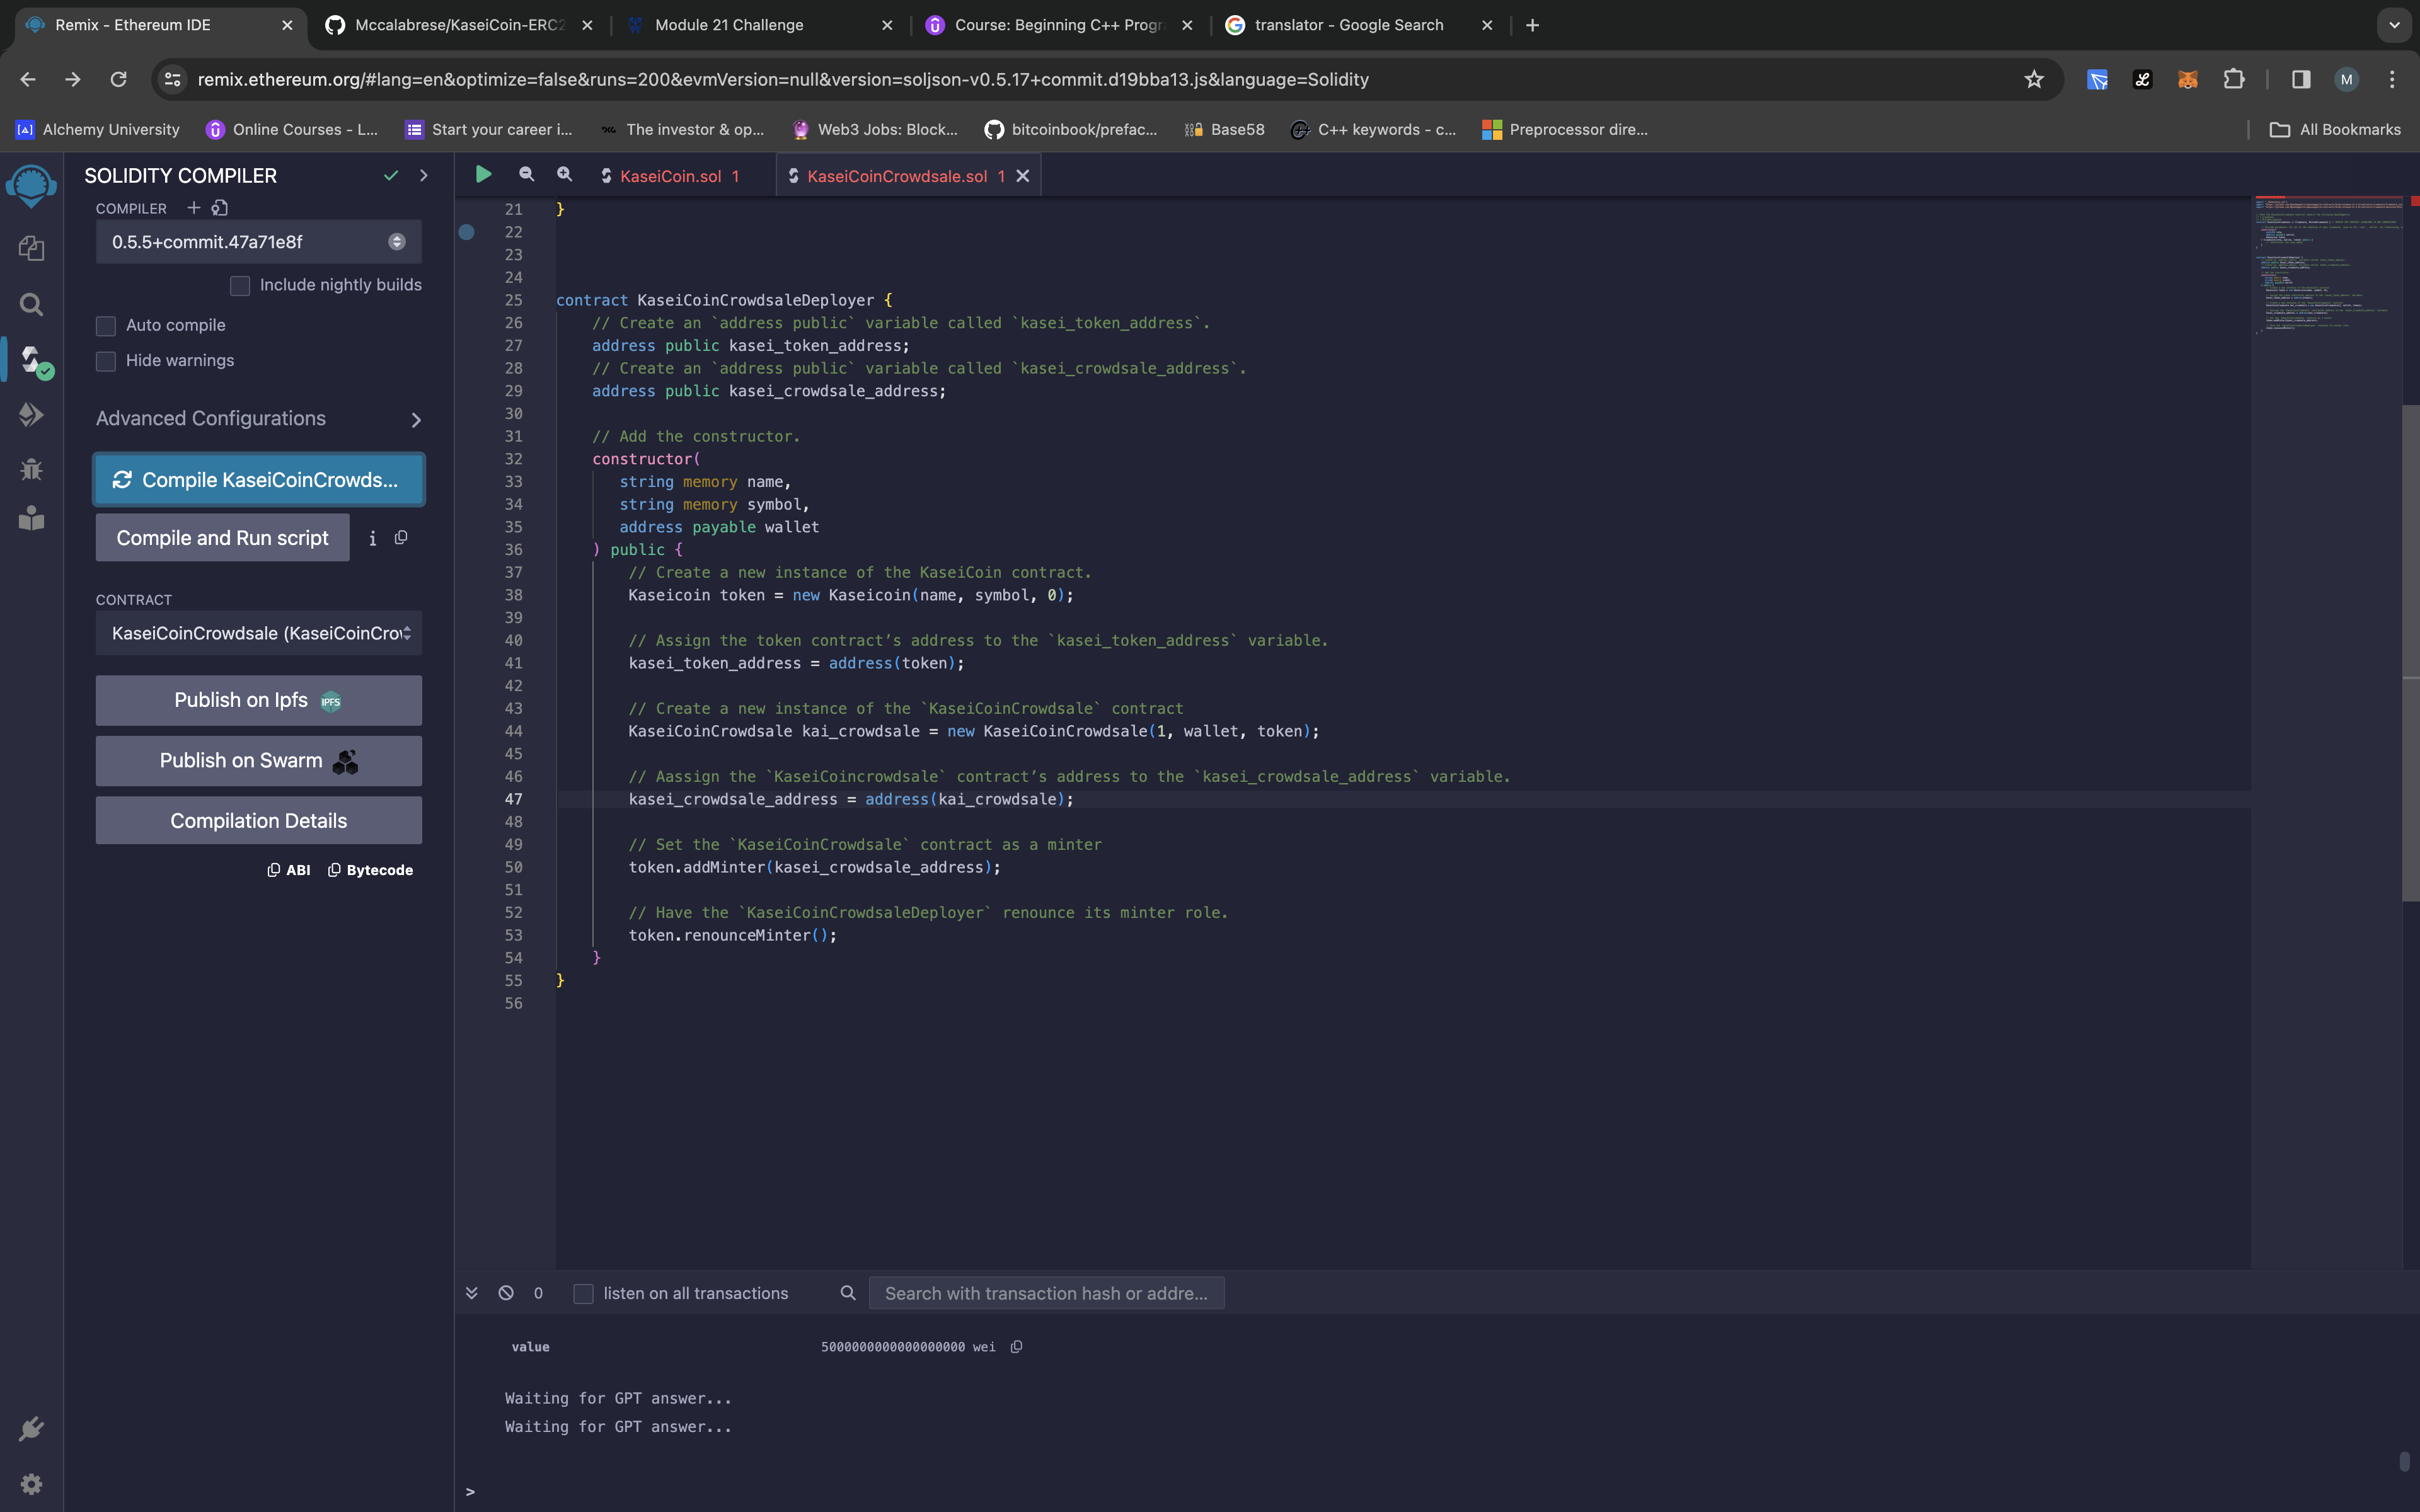 Remix - Ethereum IDE
Mccalabrese/KaseiCoin-ERC2
Module 21 Challenge
Course: Beginning C++ Progr
translator - Google Search
remix.ethereum.org/#lang=en&optimize=false&runs=200&evmVersion=null&version=soljson-v0.5.17+commit.d19bba13.js&language=Solidity
M
Alchemy University
Online Courses - L...
Start your career i...
The investor & op...
Web3 Jobs: Block...
bitcoinbook/prefac...
Base58
C++ keywords - c...
Preprocessor dire...
All Bookmarks
SOLIDITY COMPILER
COMPILER
0.5.5+commit.47a71e8f
Include nightly builds
Auto compile
Hide warnings
Advanced Configurations
Compile KaseiCoinCrowds...
Compile and Run script
CONTRACT
KaseiCoinCrowdsale (KaseiCoinCrow
Publish on Ipfs IPFS
Publish on Swarm
Compilation Details
ABI
Bytecode
KaseiCoin.sol 1
KaseiCoinCrowdsale.sol 1
21 }
22
23
24
25 contract KaseiCoinCrowdsaleDeployer {
26 // Create an `address public` variable called `kasei_token_address`.
27 address public kasei_token_address;
28 // Create an `address public` variable called `kasei_crowdsale_address`.
29 address public kasei_crowdsale_address;
30
31 // Add the constructor.
32 constructor(
33 string memory name,
34 string memory symbol,
35 address payable wallet
36 ) public {
37 // Create a new instance of the KaseiCoin contract.
38 Kaseicoin token = new Kaseicoin(name, symbol, 0);
39
40 // Assign the token contract’s address to the `kasei_token_address` variable.
41 kasei_token_address = address(token);
42
43 // Create a new instance of the `KaseiCoinCrowdsale` contract
44 KaseiCoinCrowdsale kai_crowdsale = new KaseiCoinCrowdsale(1, wallet, token);
45
46 // Aassign the `KaseiCoincrowdsale` contract’s address to the `kasei_crowdsale_address` variable.
47 kasei_crowdsale_address = address(kai_crowdsale);
48
49 // Set the `KaseiCoinCrowdsale` contract as a minter
50 token.addMinter(kasei_crowdsale_address);
51
52 // Have the `KaseiCoinCrowdsaleDeployer` renounce its minter role.
53 token.renounceMinter();
54 }
55 }
56
0
listen on all transactions
Search with transaction hash or addre...
value 5000000000000000000 wei
Waiting for GPT answer...
Waiting for GPT answer...
>